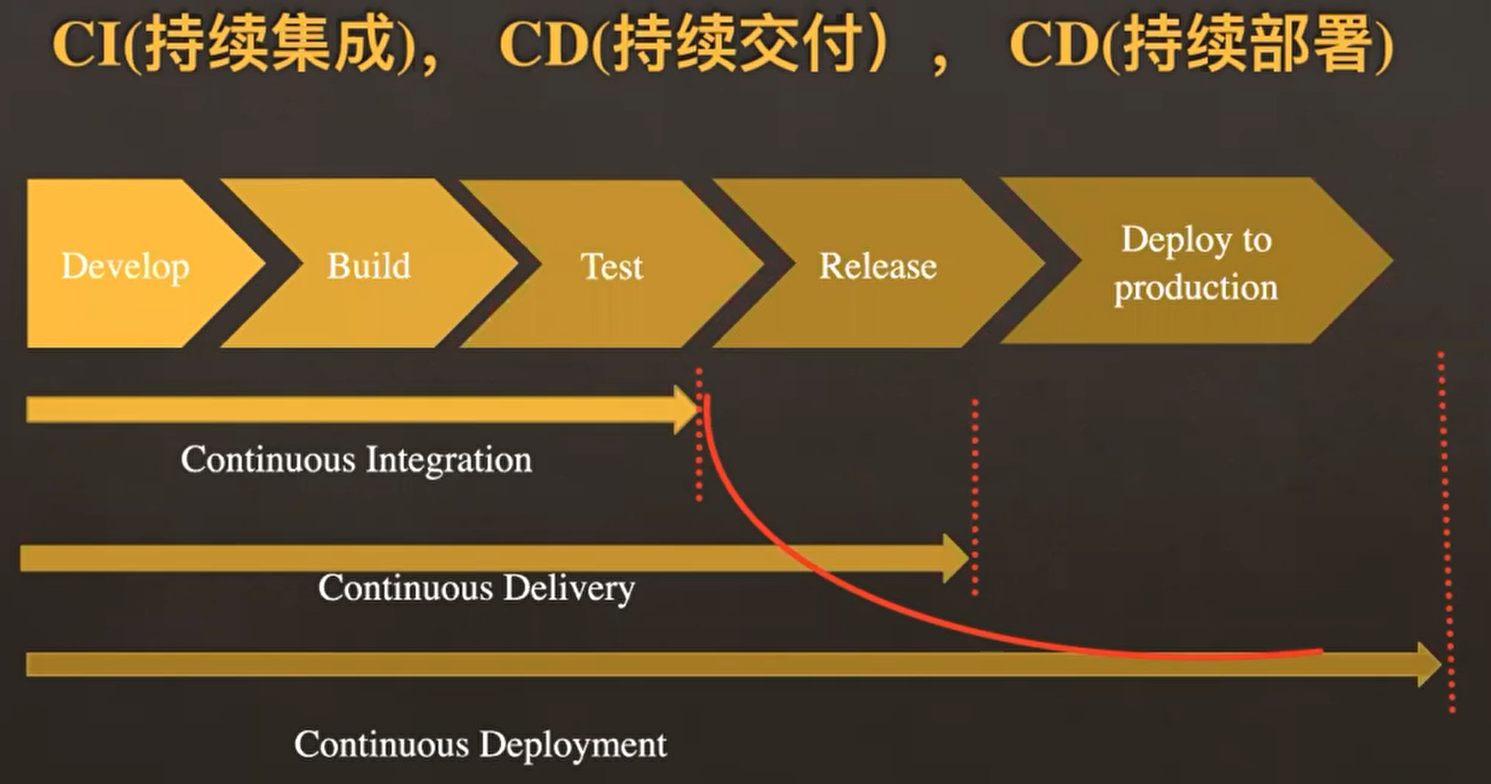 CI(持续集成)， CD(持续交付）， CD(持续部署)
Develop
Build
Test
Release
Deploy to
production
Continuous Integration
Continuous Delivery
Continuous Deployment